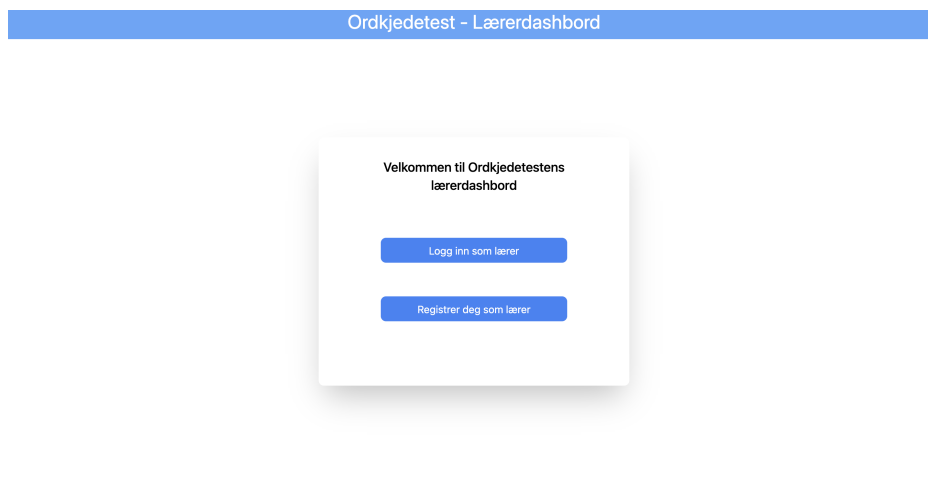 Ordkjedetest - Lærerdashbord
Velkommen til Ordkjedetestens
lærerdashbord
Logg inn som lærer
Registrer deg som lærer